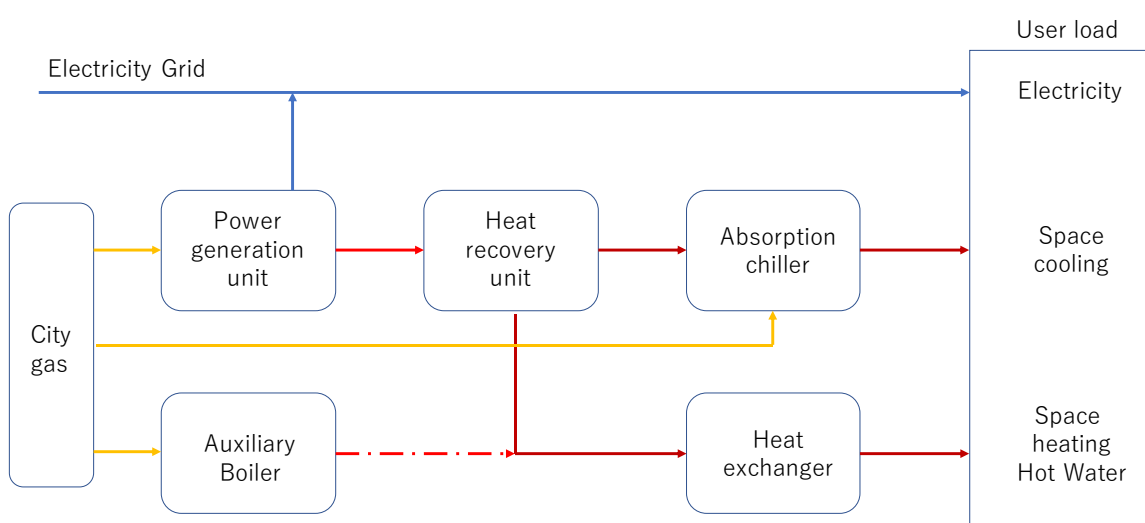 User load
Electricity Grid
Electricity
Power
generation
unit
Heat
recovery
unit
Absorption
chiller
Space
cooling
City
gas
Auxiliary
Boiler
Heat
exchanger
Space
heating
Hot Water